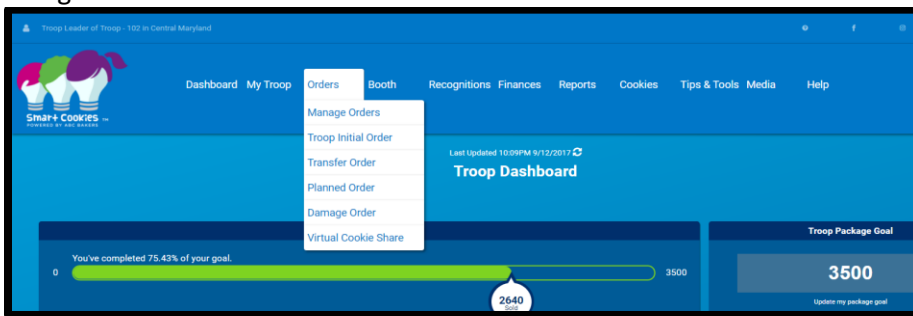 Troop Leader of Troop - 102 in Central Maryland
Smart Cookies TM
POWERED BY ABC BAKERS
Dashboard My Troop Orders Booth Recognitions Finances Reports Cookies Tips & Tools Media Help
Manage Orders
Troop Initial Order
Transfer Order
Planned Order
Damage Order
Virtual Cookie Share
Last Updated 10:09PM 9/12/2017
Troop Dashboard
You've completed 75.43% of your goal.
0
3500
2640
Sold
Troop Package Goal
3500
Update my package goal